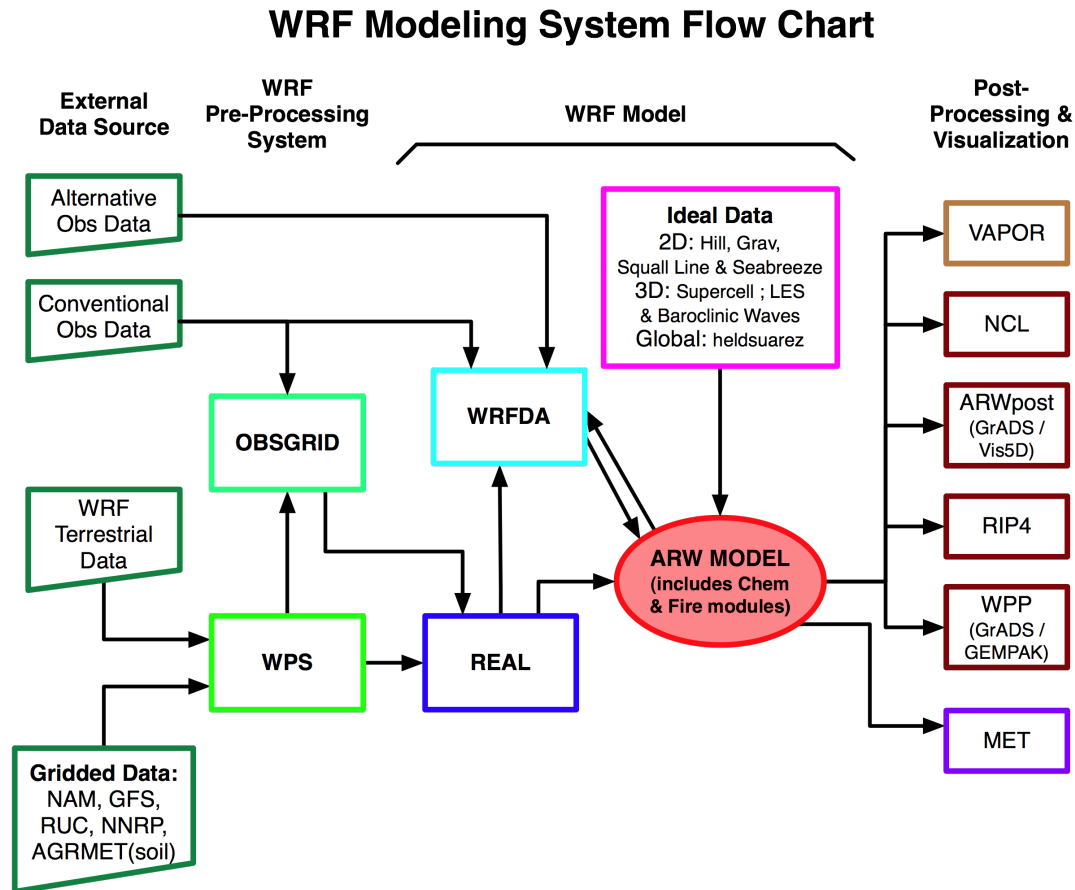 WRF Modeling System Flow Chart
External
Data Source
WRF
Pre-Processing
System
WRF Model
Post-
Processing &
Visualization
Alternative
Obs Data
Conventional
Obs Data
WRF
Terrestrial
Data
Gridded Data:
NAM, GFS,
RUC, NNRP,
AGRMET(soil)
OBSGRID
WPS
WRFDA
REAL
Ideal Data
2D: Hill, Grav,
Squall Line & Seabreeze
3D: Supercell ; LES
& Baroclinic Waves
Global: heldsuarez
ARW MODEL
(includes Chem
& Fire modules)
VAPOR
NCL
ARWpost
(GrADS /
Vis5D)
RIP4
WPP
(GrADS /
GEMPAK)
MET